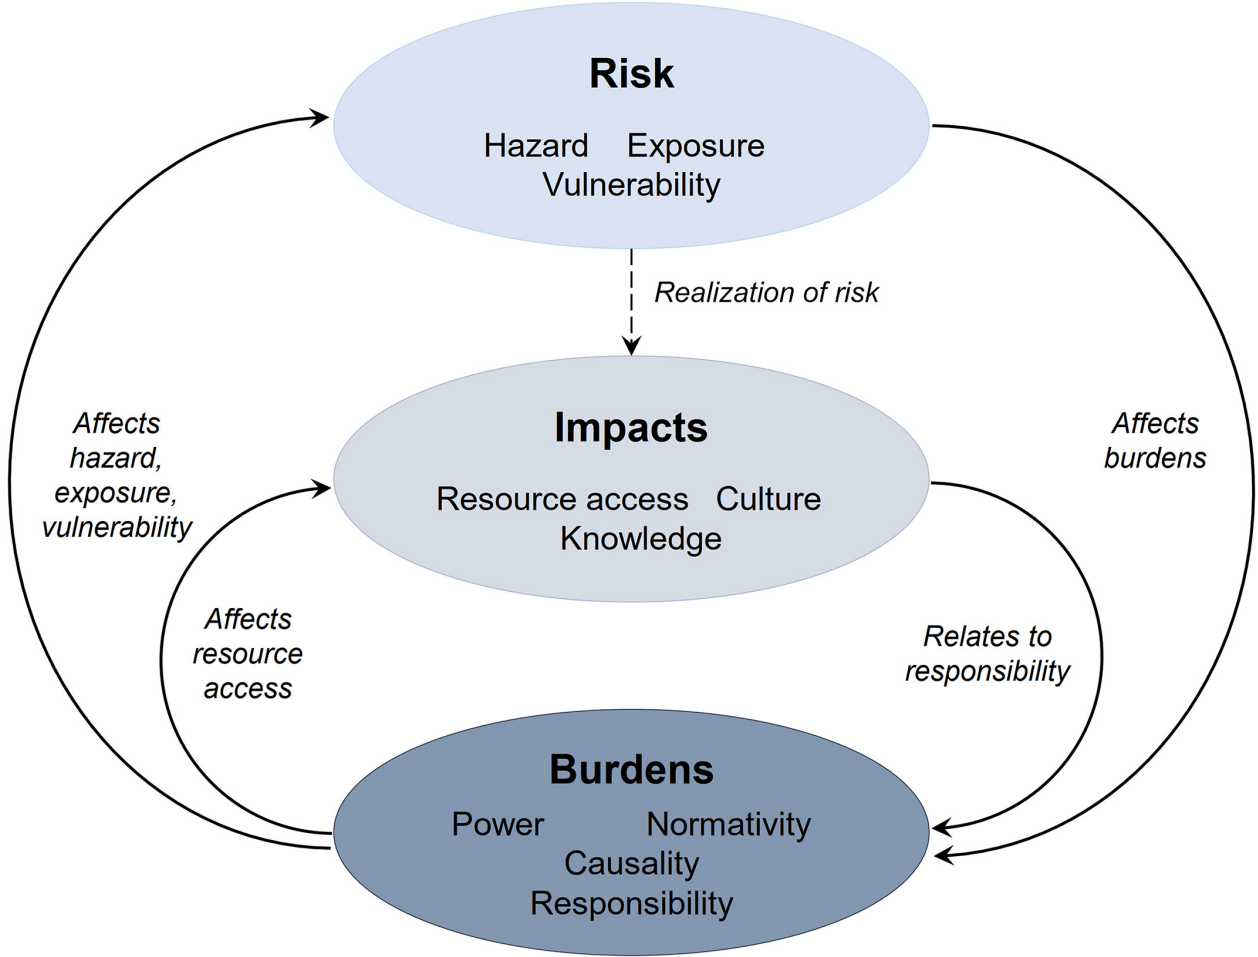 Risk
Hazard Exposure
Vulnerability
Realization of risk
Impacts
Resource access Culture
Knowledge
Affects
hazard,
exposure,
vulnerability
Affects
burdens
Affects
resource
access
Relates to
responsibility
Burdens
Power Normativity
Causality
Responsibility